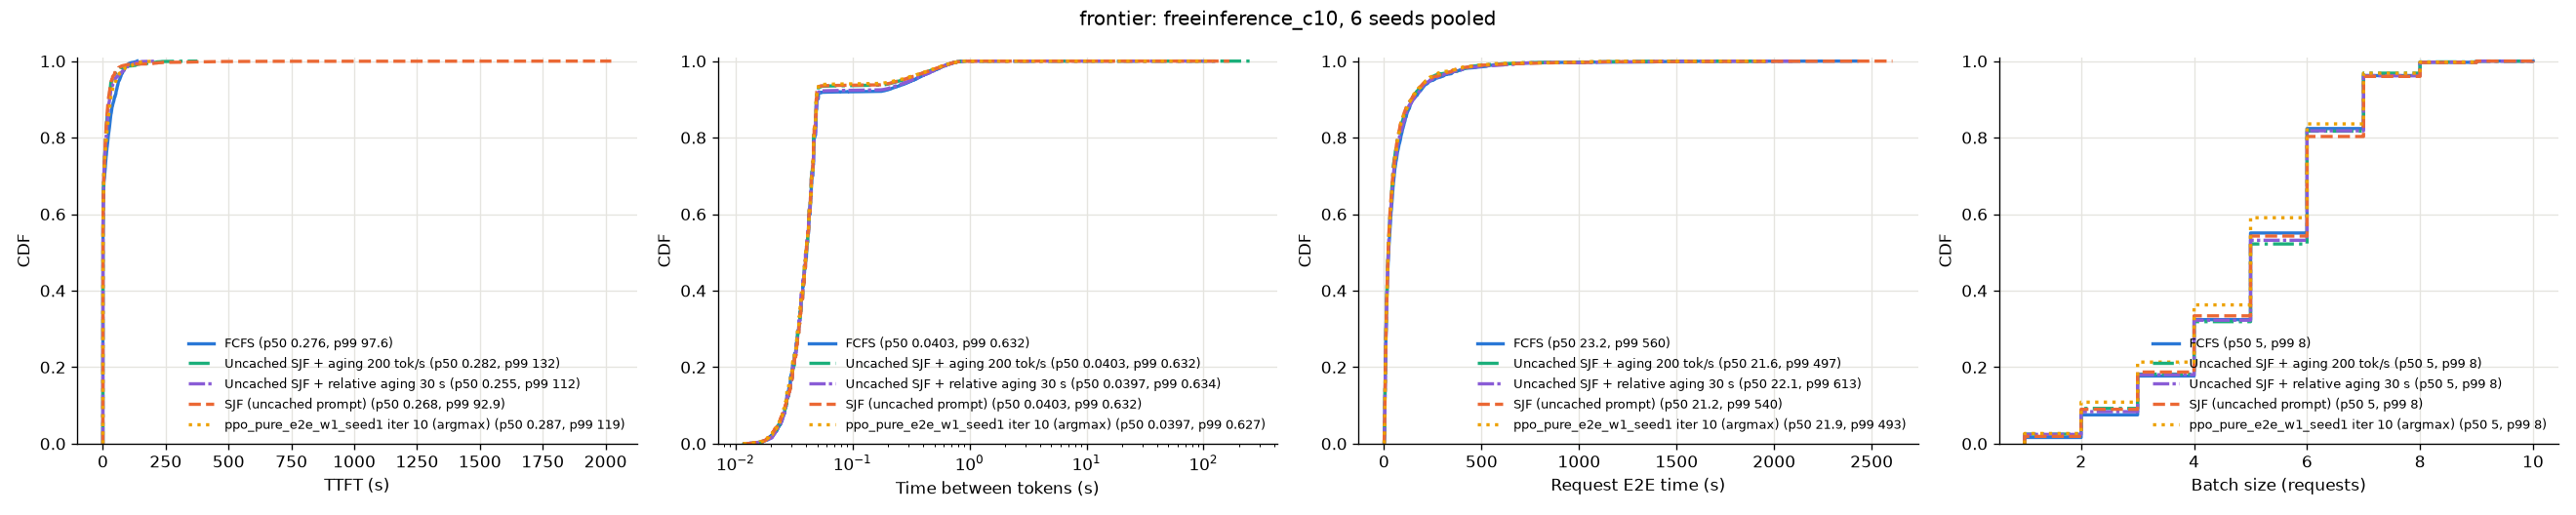 frontier: freeinference_c10, 6 seeds pooled
1.0
0.8
0.6
0.4
0.2
0.0
CDF
FCFS (p50 0.276, p99 97.6)
Uncached SJF + aging 200 tok/s (p50 0.282, p99 132)
Uncached SJF + relative aging 30 s (p50 0.255, p99 112)
SJF (uncached prompt) (p50 0.268, p99 92.9)
ppo_pure_e2e_w1_seed1 iter 10 (argmax) (p50 0.287, p99 119)
0 250 500 750 1000 1250 1500 1750 2000
TTFT (s)
1.0
0.8
0.6
0.4
0.2
0.0
CDF
FCFS (p50 0.0403, p99 0.632)
Uncached SJF + aging 200 tok/s (p50 0.0403, p99 0.632)
Uncached SJF + relative aging 30 s (p50 0.0397, p99 0.634)
SJF (uncached prompt) (p50 0.0403, p99 0.632)
ppo_pure_e2e_w1_seed1 iter 10 (argmax) (p50 0.0397, p99 0.627)
10⁻² 10⁻¹ 10⁰ 10¹ 10²
Time between tokens (s)
1.0
0.8
0.6
0.4
0.2
0.0
CDF
FCFS (p50 23.2, p99 560)
Uncached SJF + aging 200 tok/s (p50 21.6, p99 497)
Uncached SJF + relative aging 30 s (p50 22.1, p99 613)
SJF (uncached prompt) (p50 21.2, p99 540)
ppo_pure_e2e_w1_seed1 iter 10 (argmax) (p50 21.9, p99 493)
0 500 1000 1500 2000 2500
Request E2E time (s)
1.0
0.8
0.6
0.4
0.2
0.0
CDF
FCFS (p50 5, p99 8)
Uncached SJF + aging 200 tok/s (p50 5, p99 8)
Uncached SJF + relative aging 30 s (p50 5, p99 8)
SJF (uncached prompt) (p50 5, p99 8)
ppo_pure_e2e_w1_seed1 iter 10 (argmax) (p50 5, p99 8)
2 4 6 8 10
Batch size (requests)